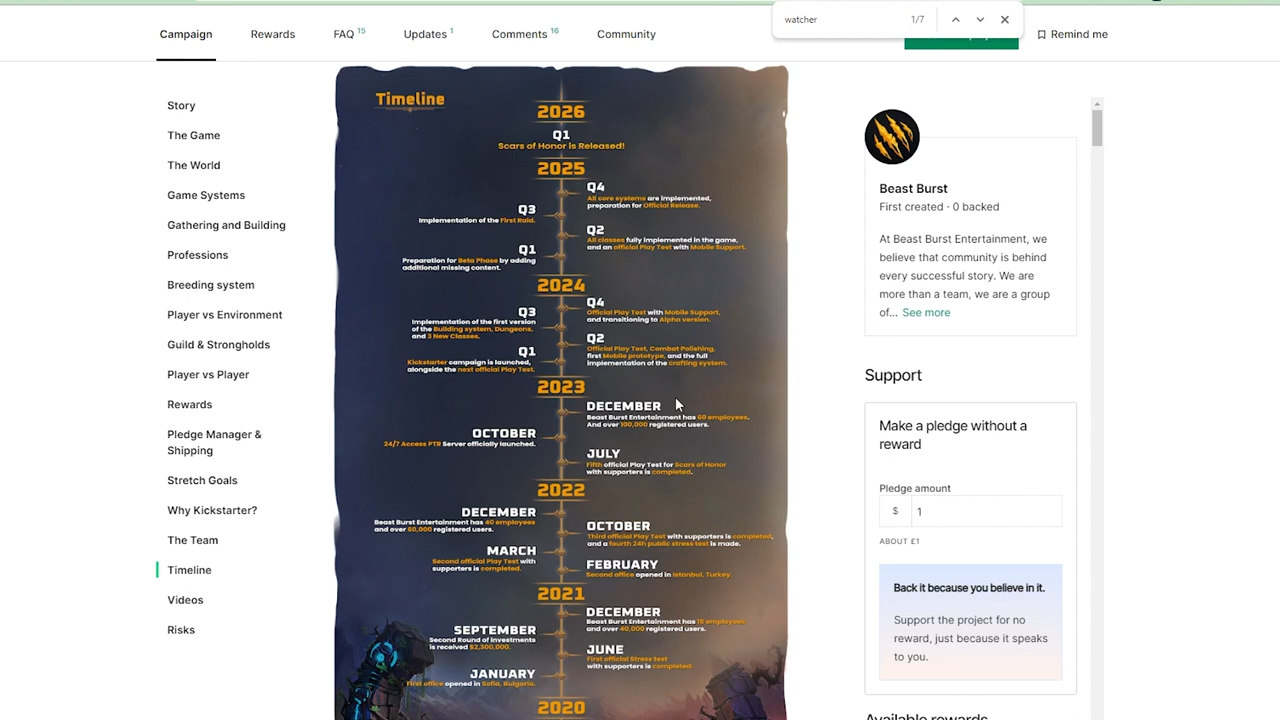 watcher
1/7
Campaign
Rewards
FAQ 15
Updates 1
Comments 16
Community
Remind me
Story
The Game
The World
Game Systems
Gathering and Building
Professions
Breeding system
Player vs Environment
Guild & Strongholds
Player vs Player
Rewards
Pledge Manager &
Shipping
Stretch Goals
Why Kickstarter?
The Team
Timeline
Videos
Risks
Timeline
2026
Q1
Scars of Honor is Released!
2025
Q4
All core systems are implemented,
preparation for Official Release.
Q3
Implementation of the First Raid.
Q2
All classes fully implemented in the game,
and an official Play Test with Mobile Support.
Q1
Preparation for Beta Phase by adding
additional missing content.
2024
Q4
Official Play Test with Mobile Support,
and transitioning to Alpha version.
Q3
Implementation of the first version
of the Building system, Dungeons,
and 3 New Classes.
Q2
Official Play Test, Combat Polishing,
first Mobile prototype, and the full
implementation of the crafting system.
Q1
Kickstarter campaign is launched,
alongside the next official Play Test.
2023
DECEMBER
Beast Burst Entertainment has 60 employees.
And over 100,000 registered users.
OCTOBER
24/7 Access PTR Server officially launched.
JULY
Fifth official Play Test for Scars of Honor
with supporters is completed.
2022
DECEMBER
Beast Burst Entertainment has 40 employees
and over 60,000 registered users.
OCTOBER
Third official Play Test with supporters is completed,
and a fourth 24h public stress test is made.
MARCH
Second official Play Test with
supporters is completed.
FEBRUARY
Second office opened in Istanbul, Turkey.
2021
DECEMBER
Beast Burst Entertainment has 15 employees
and over 40,000 registered users.
SEPTEMBER
Second Round of Investments
is received $2,300,000.
JUNE
First official Stress test
with supporters is completed.
JANUARY
First office opened in Sofia, Bulgaria.
2020
Beast Burst
First created · 0 backed
At Beast Burst Entertainment, we
believe that community is behind
every successful story. We are
more than a team, we are a group
of... See more
Support
Make a pledge without a
reward
Pledge amount
$ 1
ABOUT £1
Back it because you believe in it.
Support the project for no
reward, just because it speaks
to you.
Available rewards